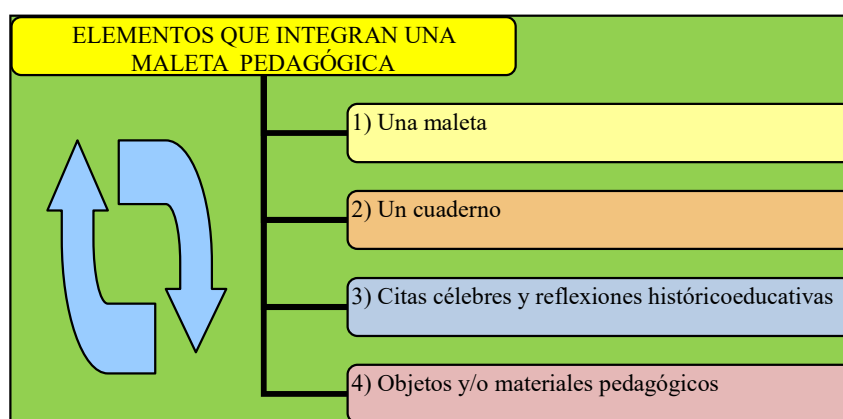 ELEMENTOS QUE INTEGRAN UNA
MALETA PEDAGÓGICA
1) Una maleta
2) Un cuaderno
3) Citas célebres y reflexiones históricoeducativas
4) Objetos y/o materiales pedagógicos